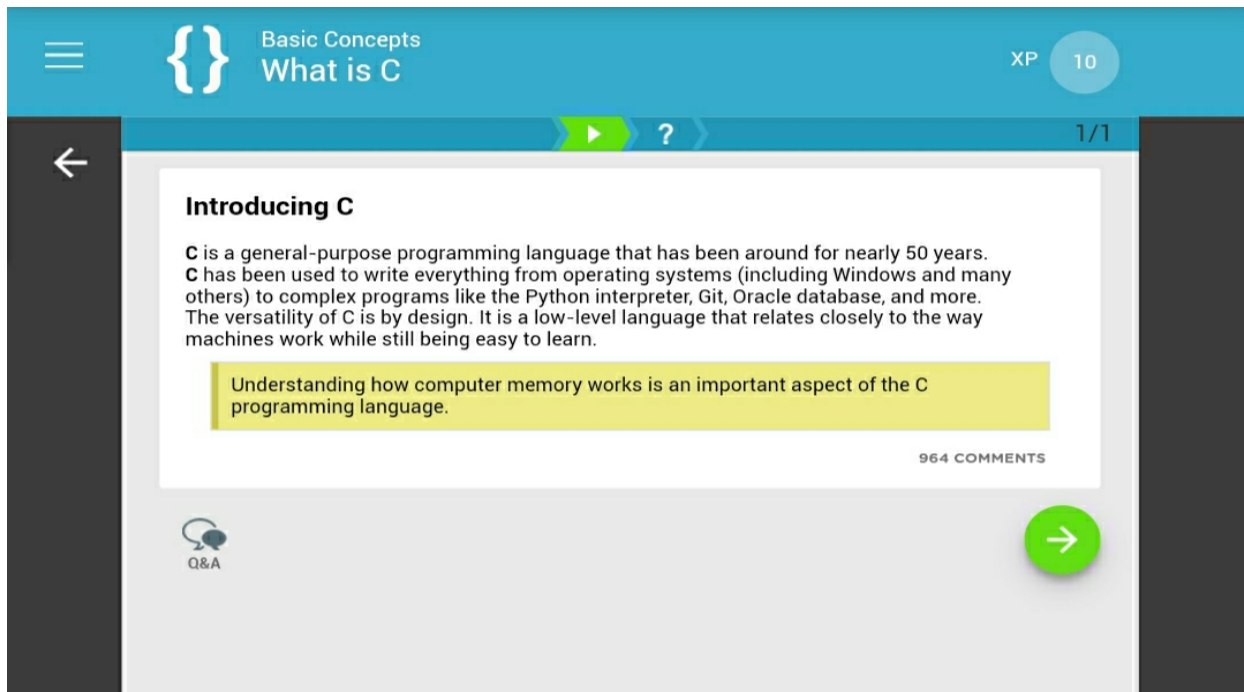 Basic Concepts
What is C
XP 10
?
1/1
Introducing C
C is a general-purpose programming language that has been around for nearly 50 years.
C has been used to write everything from operating systems (including Windows and many
others) to complex programs like the Python interpreter, Git, Oracle database, and more.
The versatility of C is by design. It is a low-level language that relates closely to the way
machines work while still being easy to learn.
Understanding how computer memory works is an important aspect of the C
programming language.
964 COMMENTS
Q&A